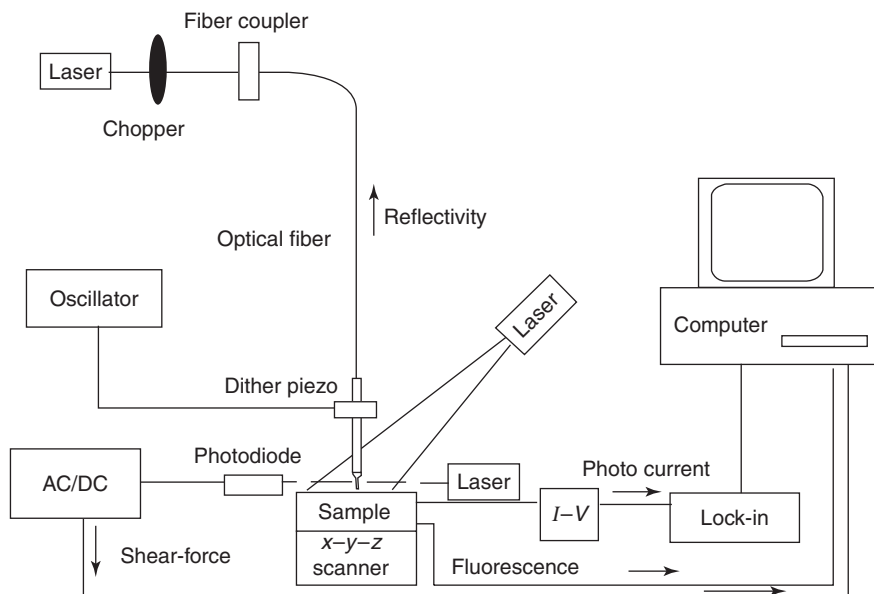 Fiber coupler
Laser
Chopper
Reflectivity
Optical fiber
Oscillator
Laser
Computer
Dither piezo
Photodiode
Photo current
AC/DC
Laser
Sample
I–V
Lock-in
x–y–z
scanner
Shear-force
Fluorescence